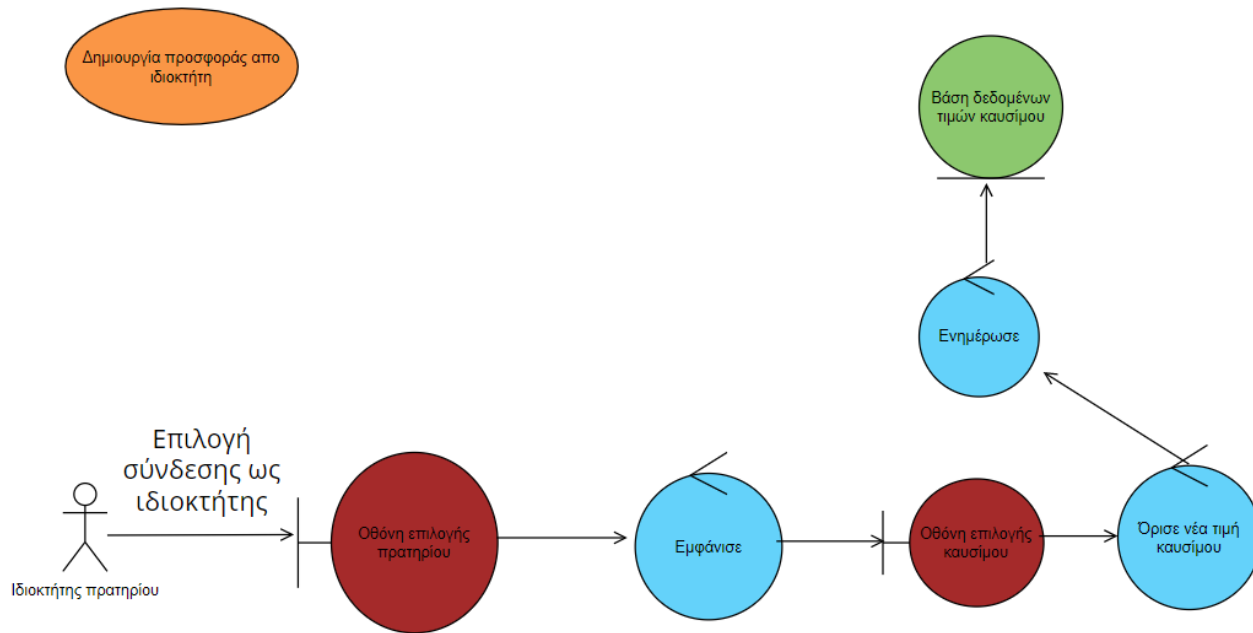 Δημιουργία προσφοράς απο
ιδιοκτήτη
Βάση δεδομένων
τιμών καυσίμου
Ενημέρωσε
Επιλογή
σύνδεσης ως
ιδιοκτήτης
Ιδιοκτήτης πρατηρίου
Οθόνη επιλογής
πρατηρίου
Εμφάνισε
Οθόνη επιλογής
καυσίμου
Όρισε νέα τιμή
καυσίμου